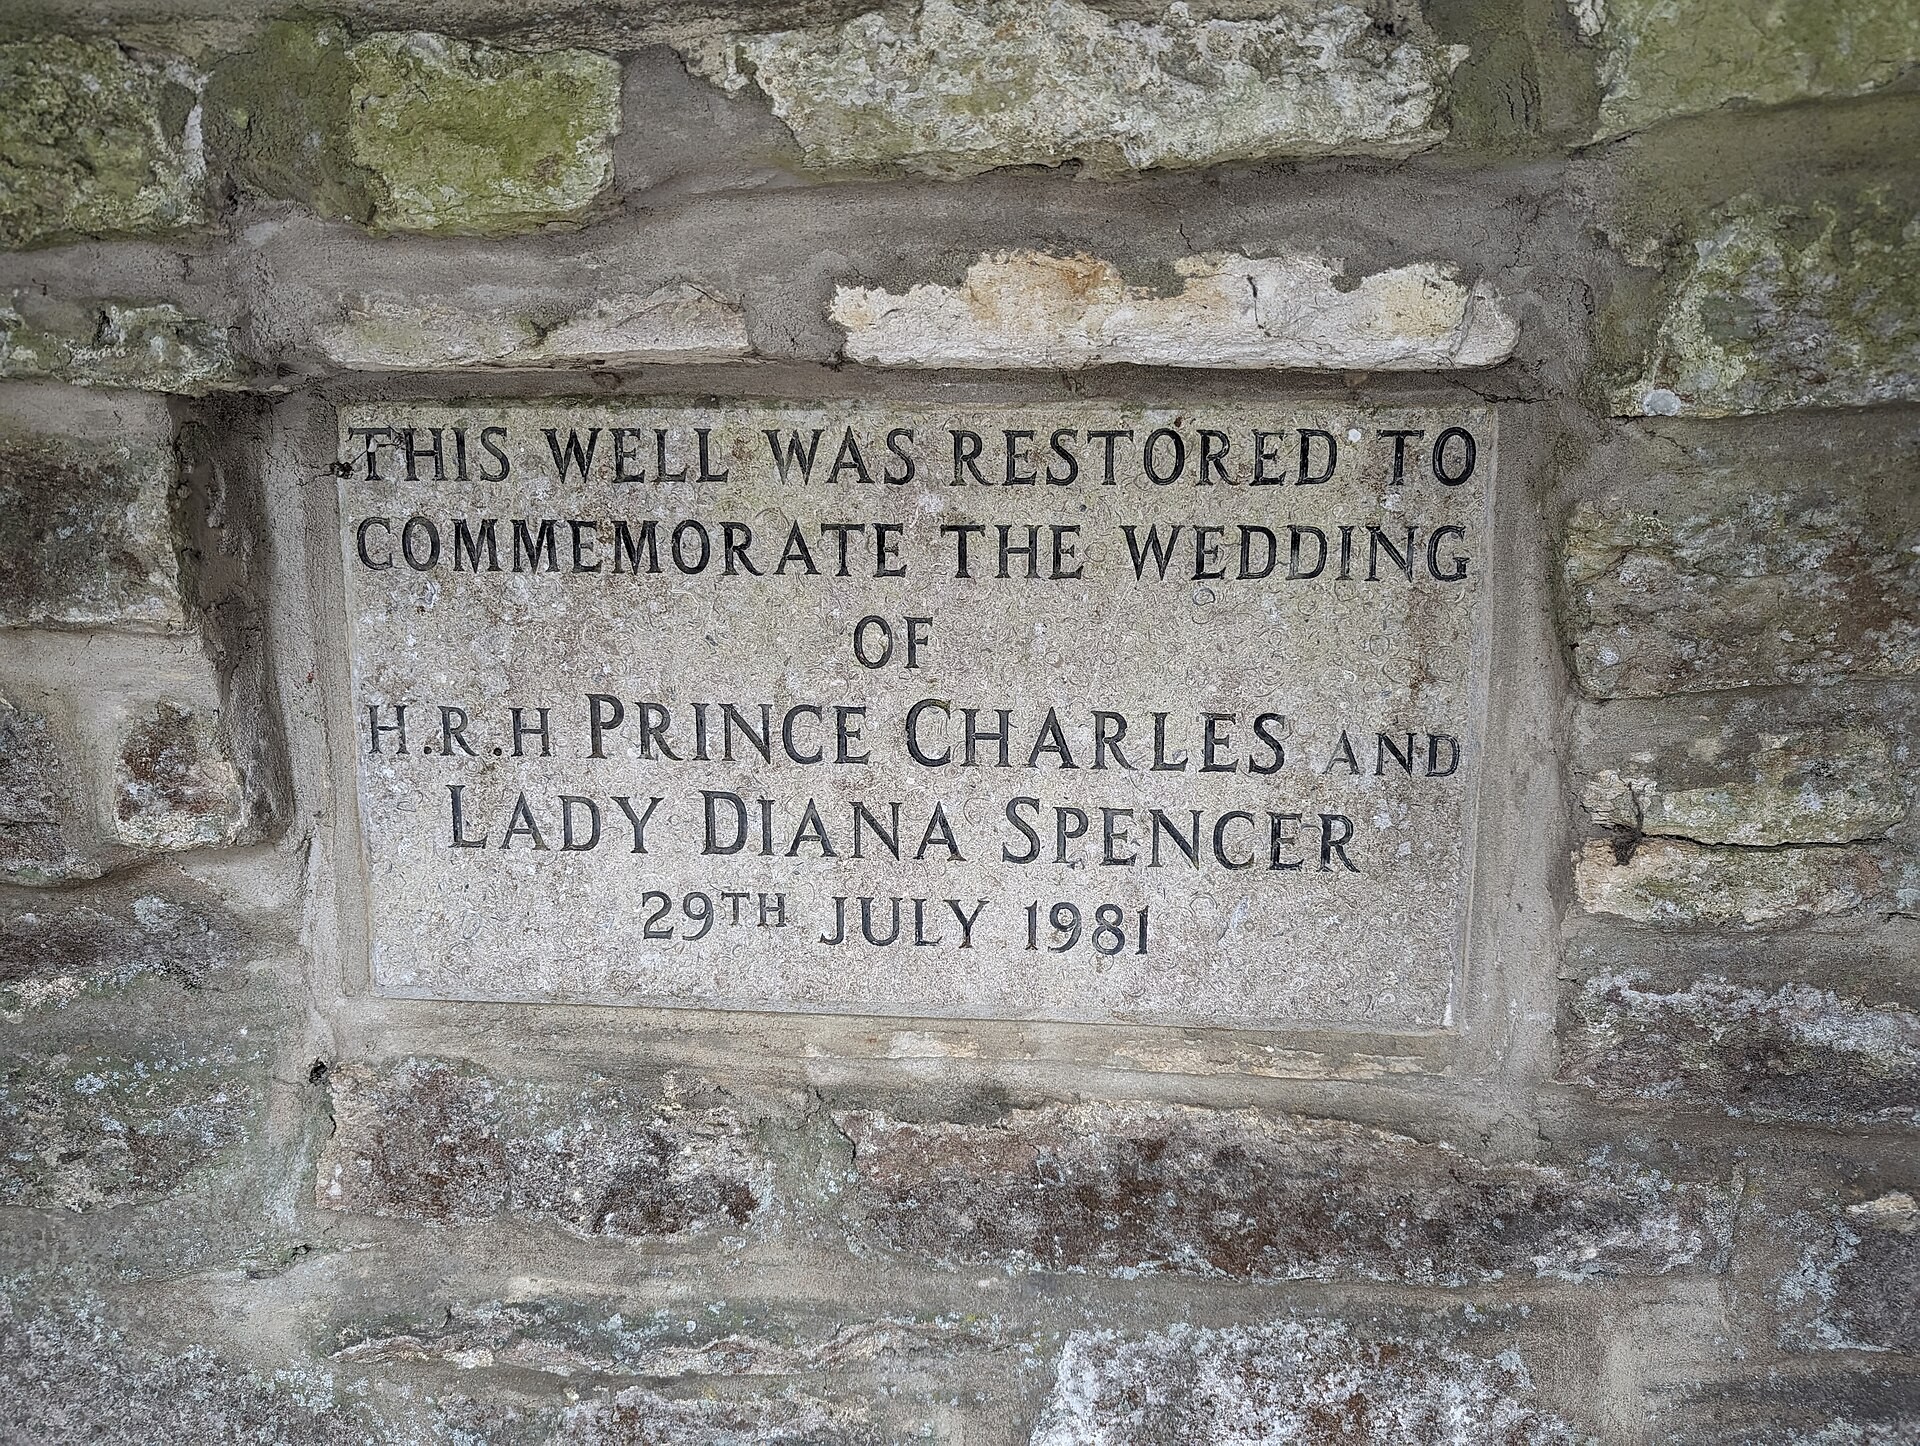 THIS WELL WAS RESTORED TO
COMMEMORATE THE WEDDING
OF
H.R.H PRINCE CHARLES AND
LADY DIANA SPENCER
29TH JULY 1981